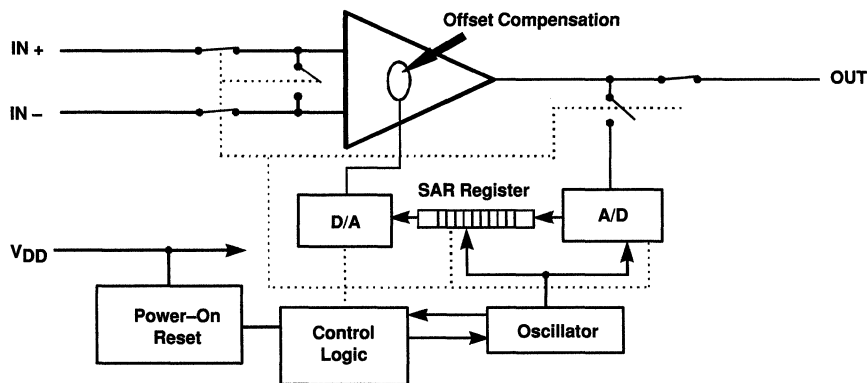 Offset Compensation
IN +
OUT
IN –
SAR Register
D/A
A/D
VDD
Power–On
Reset
Control
Logic
Oscillator